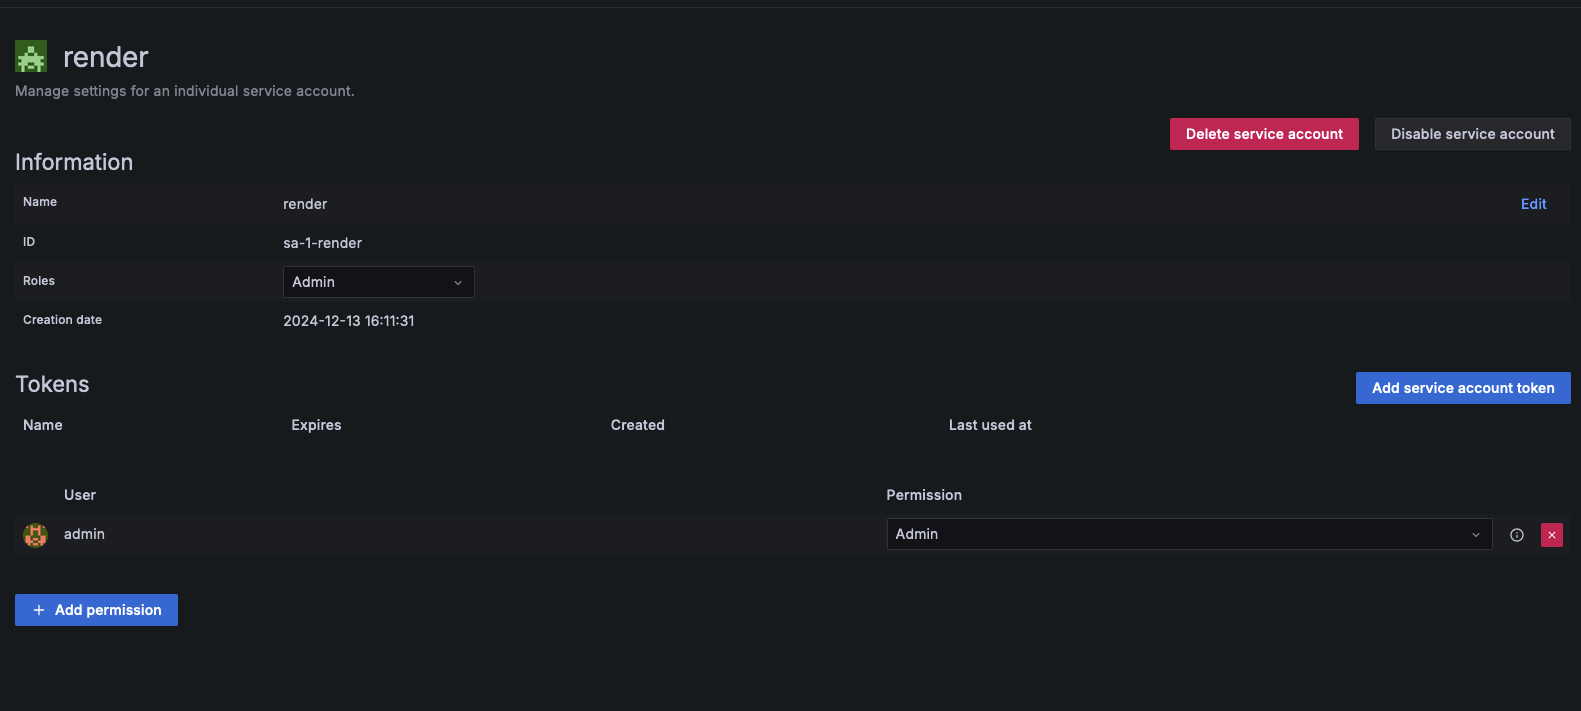 render
Manage settings for an individual service account.
Delete service account
Disable service account
Information
Name render Edit
ID sa-1-render
Roles Admin
Creation date 2024-12-13 16:11:31
Tokens
Add service account token
Name Expires Created Last used at
User Permission
admin Admin
+ Add permission